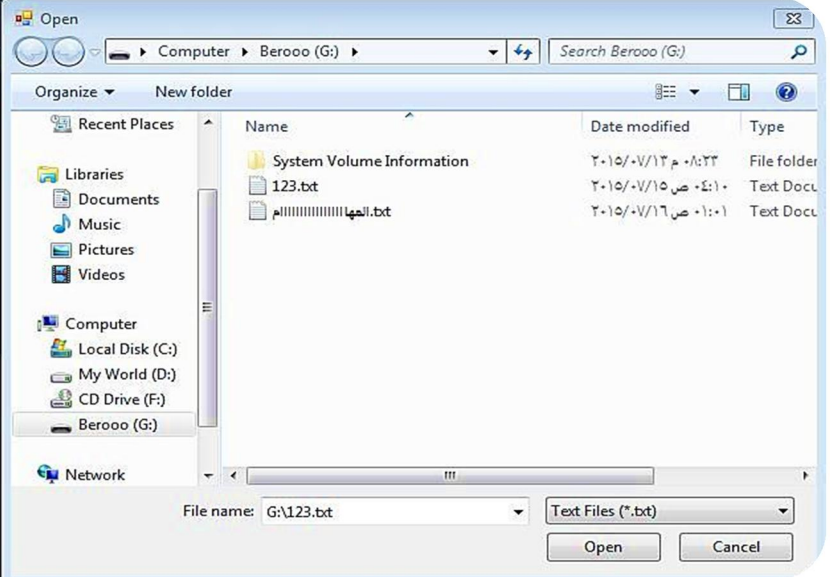 Open
Computer Berooo (G:)
Search Berooo (G:)
Organize New folder
Recent Places
Libraries
Documents
Music
Pictures
Videos
Computer
Local Disk (C:)
My World (D:)
CD Drive (F:)
Berooo (G:)
Network
Name Date modified Type
System Volume Information ٢٠١٥/٠٧/١٣ م ٠٨:٢٣ File folder
123.txt ٢٠١٥/٠٧/١٥ ص ٠٤:١٠ Text Docu
٢٠١٥/٠٧/١٦ ص ٠١:٠١ Text Docu
File name: G:\123.txt Text Files (*.txt)
Open Cancel